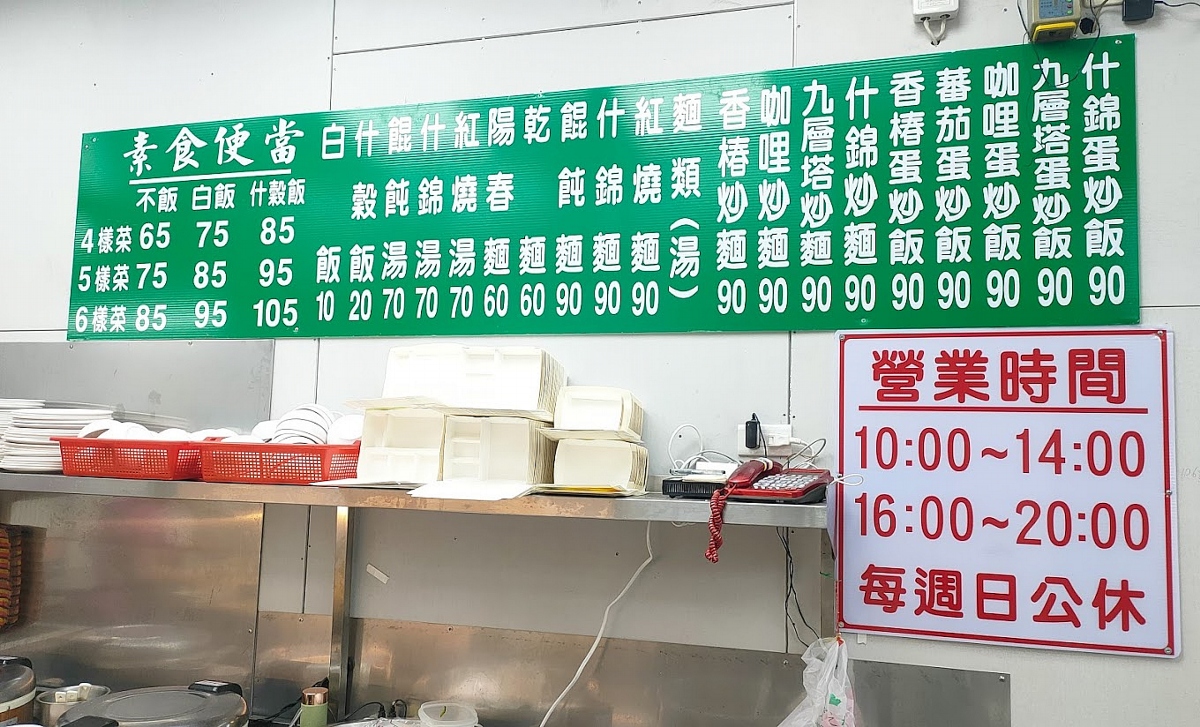 素食便當
不飯 白飯 什穀飯
4樣菜 65 75 85
5樣菜 75 85 95
6樣菜 85 95 105
白飯 10
什穀飯 20
餛飩湯 70
什錦湯 70
紅燒湯 70
陽春麵 60
乾麵 60
餛飩麵 90
什錦麵 90
紅燒麵 90
麵類(湯)
香椿炒麵 90
咖哩炒麵 90
九層塔炒麵 90
什錦炒麵 90
香椿蛋炒飯 90
蕃茄蛋炒飯 90
咖哩蛋炒飯 90
九層塔蛋炒飯 90
什錦蛋炒飯 90
營業時間
10:00~14:00
16:00~20:00
每週日公休